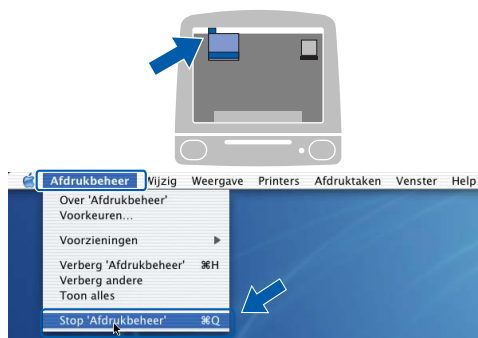 Afdrukbeheer Wijzig Weergave Printers Afdruktaken Venster Help
Over 'Afdrukbeheer'
Voorkeuren...
Voorzieningen ▶
Verberg 'Afdrukbeheer' ⌘H
Verberg andere
Toon alles
Stop 'Afdrukbeheer' ⌘Q